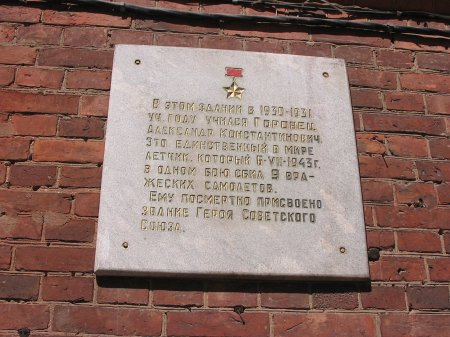 В ЭТОМ ЗДАНИИ В 1930-1931
УЧ. ГОДУ УЧИЛСЯ ГОРОВЕЦ
АЛЕКСАНДР КОНСТАНТИНОВИЧ.
ЭТО ЕДИНСТВЕННЫЙ В МИРЕ
ЛЕТЧИК, КОТОРЫЙ 6-VII-1943 Г.
В ОДНОМ БОЮ СБИЛ 9 ВРА-
ЖЕСКИХ САМОЛЕТОВ.
ЕМУ ПОСМЕРТНО ПРИСВОЕНО
ЗВАНИЕ ГЕРОЯ СОВЕТСКОГО
СОЮЗА.